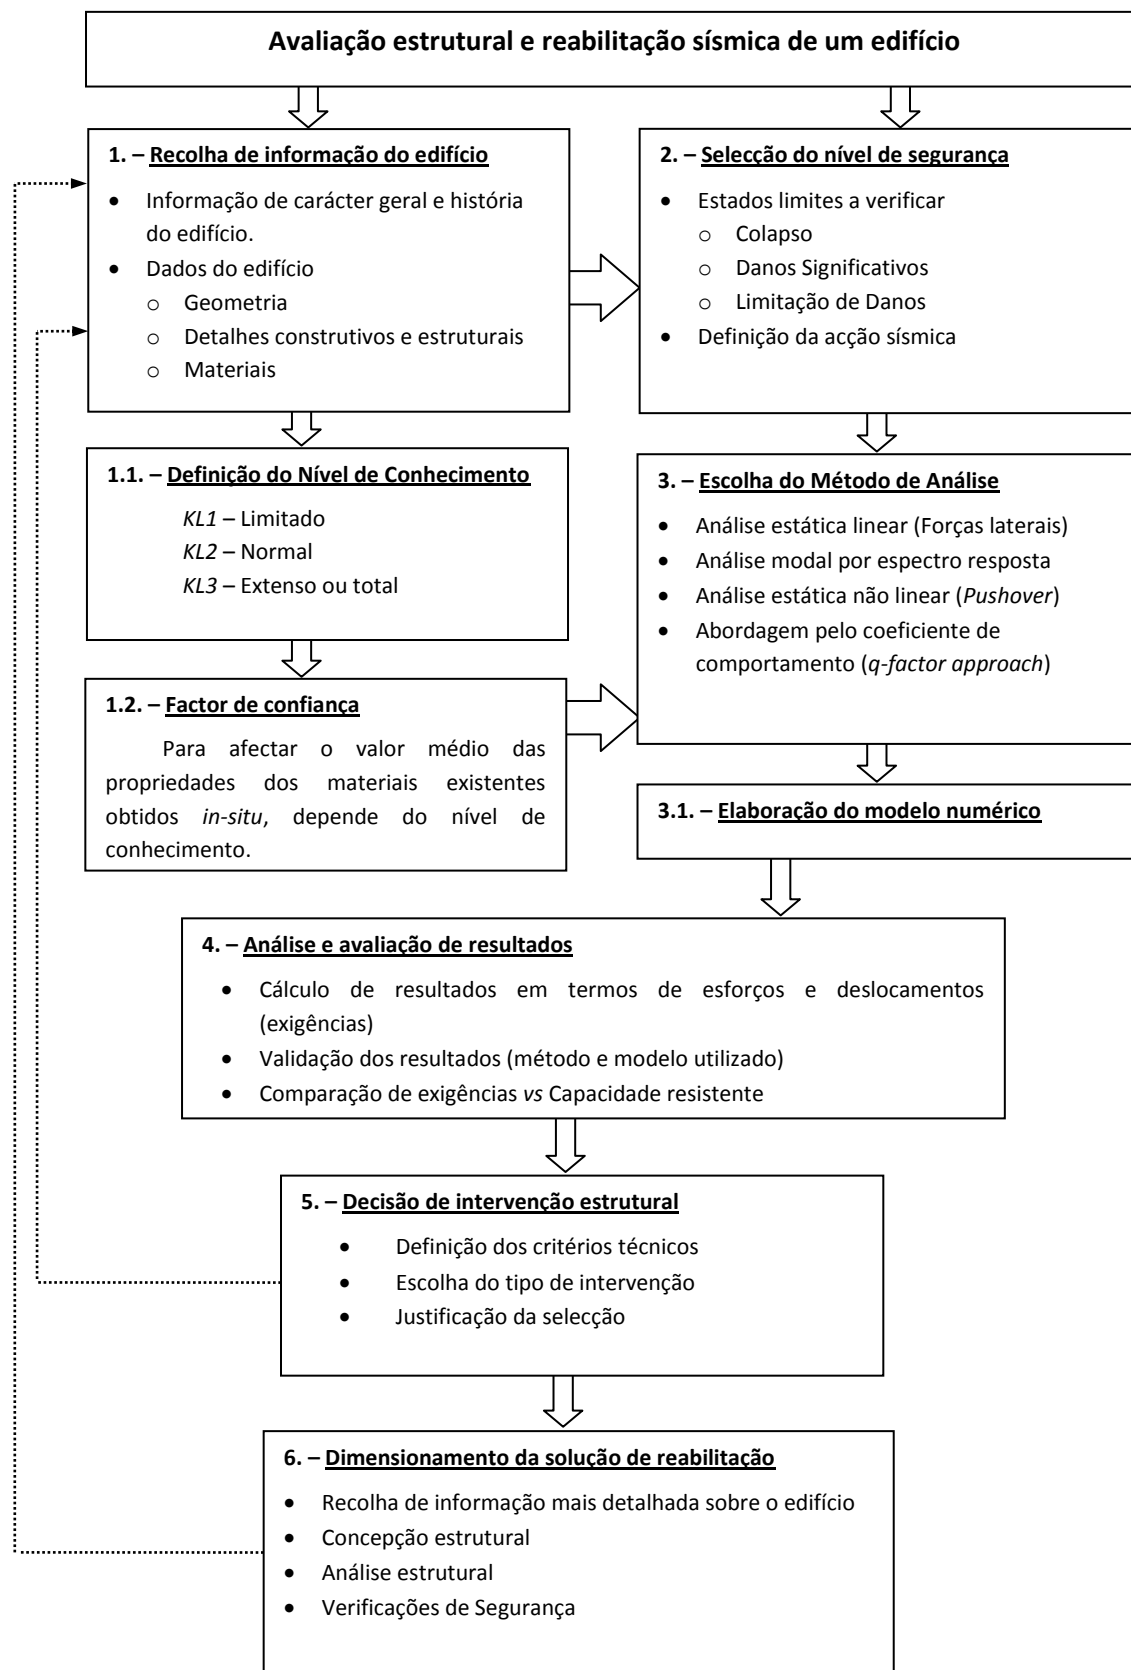 Avaliação estrutural e reabilitação sísmica de um edifício
1. – Recolha de informação do edifício
• Informação de carácter geral e história
do edifício.
• Dados do edifício
o Geometria
o Detalhes construtivos e estruturais
o Materiais
2. – Selecção do nível de segurança
• Estados limites a verificar
o Colapso
o Danos Significativos
o Limitação de Danos
• Definição da acção sísmica
1.1. – Definição do Nível de Conhecimento
KL1 – Limitado
KL2 – Normal
KL3 – Extenso ou total
3. – Escolha do Método de Análise
• Análise estática linear (Forças laterais)
• Análise modal por espectro resposta
• Análise estática não linear (Pushover)
• Abordagem pelo coeficiente de
comportamento (q-factor approach)
1.2. – Factor de confiança
Para afectar o valor médio das
propriedades dos materiais existentes
obtidos in-situ, depende do nível de
conhecimento.
3.1. – Elaboração do modelo numérico
4. – Análise e avaliação de resultados
• Cálculo de resultados em termos de esforços e deslocamentos
(exigências)
• Validação dos resultados (método e modelo utilizado)
• Comparação de exigências vs Capacidade resistente
5. – Decisão de intervenção estrutural
• Definição dos critérios técnicos
• Escolha do tipo de intervenção
• Justificação da selecção
6. – Dimensionamento da solução de reabilitação
• Recolha de informação mais detalhada sobre o edifício
• Concepção estrutural
• Análise estrutural
• Verificações de Segurança